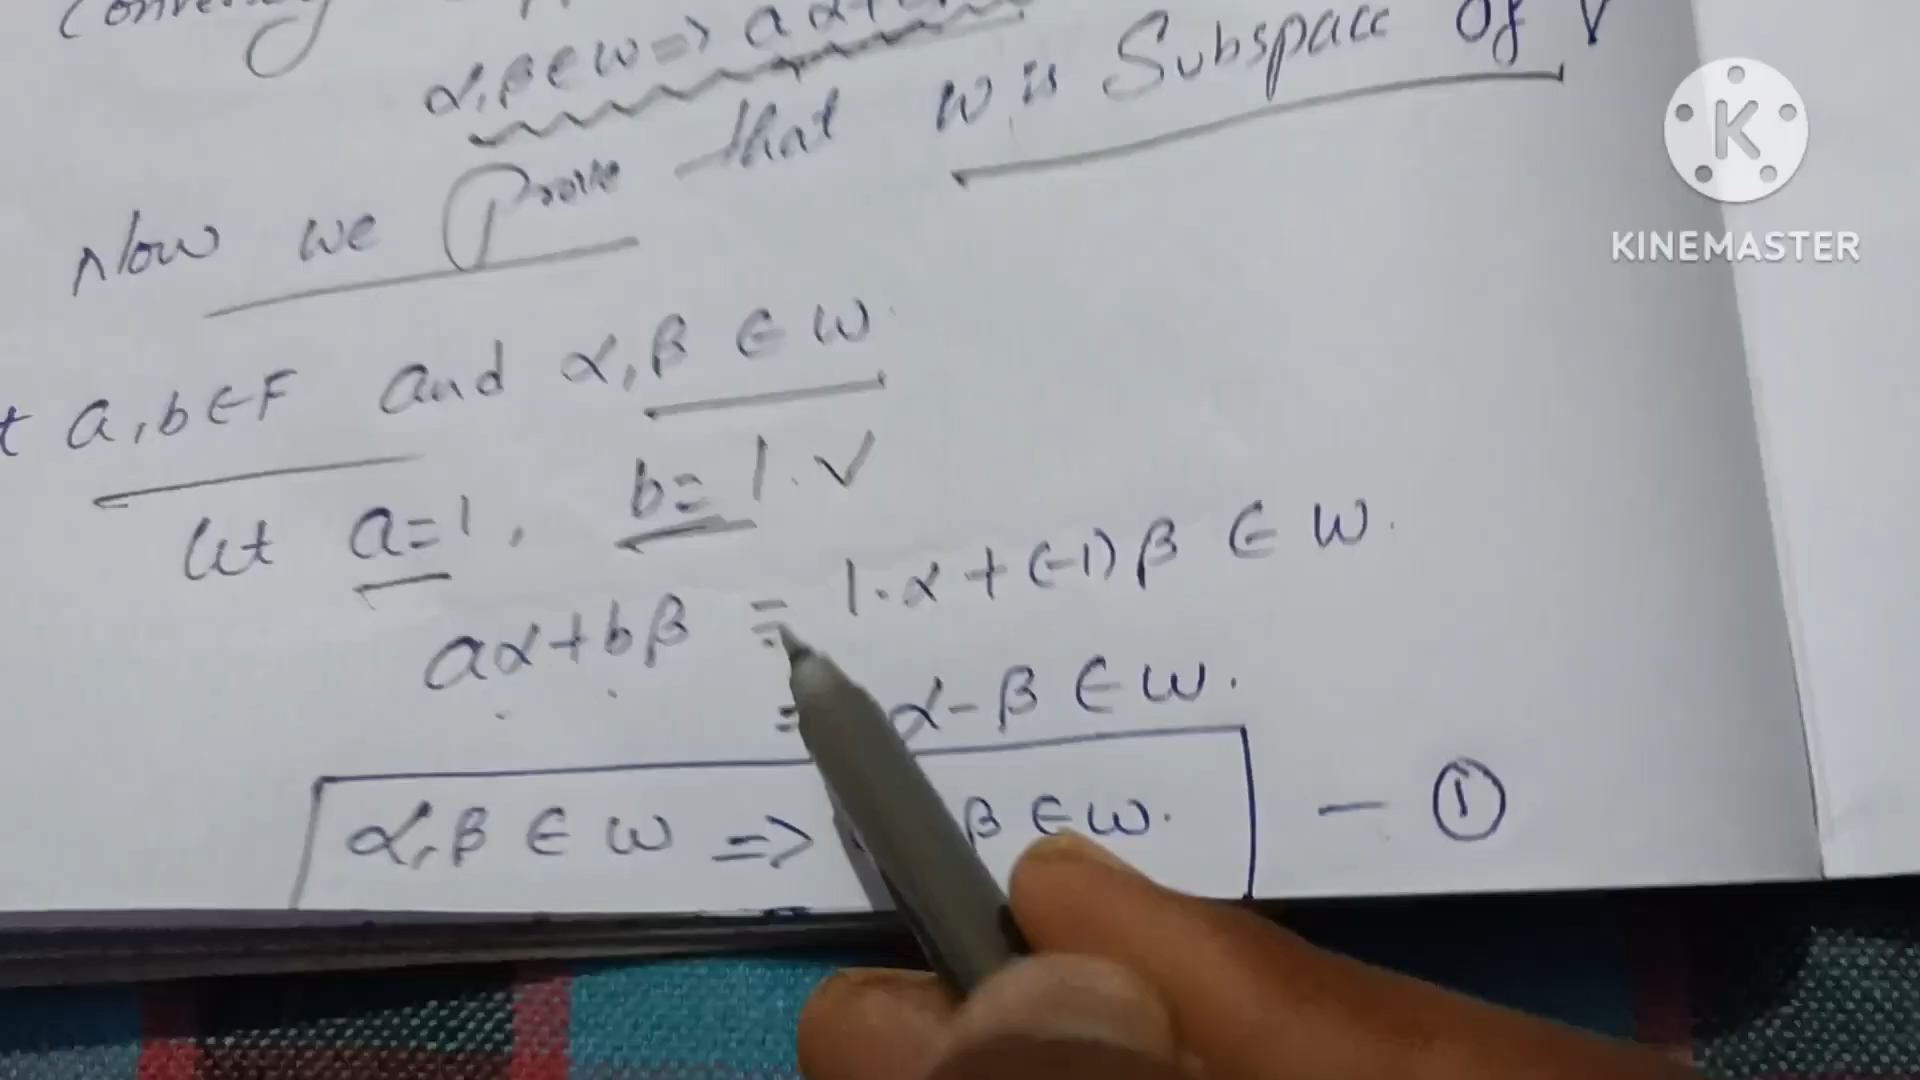 α, β ∈ W ⇒ aα+
Now we Prove that W is Subspace of V
a, b ∈ F and α, β ∈ W.
Let a=1, b=1. ✓
aα+bβ = 1·α+(-1)β ∈ W.
= α-β ∈ W.
α, β ∈ W ⇒ β ∈ W. — ①
K
KINEMASTER